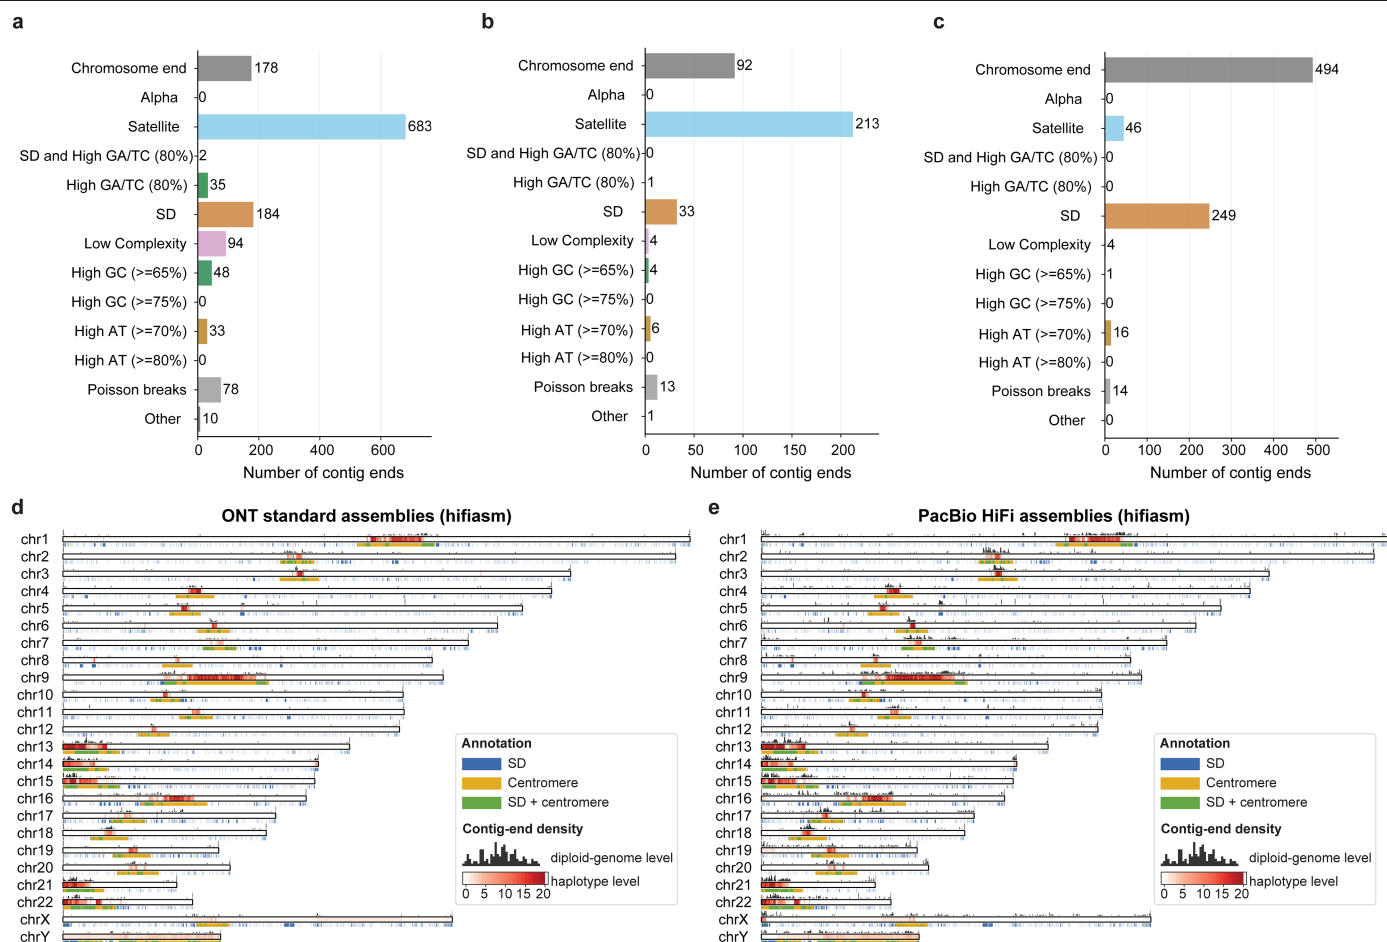 a
Chromosome end 178
Alpha 0
Satellite 683
SD and High GA/TC (80%) 2
High GA/TC (80%) 35
SD 184
Low Complexity 94
High GC (>=65%) 48
High GC (>=75%) 0
High AT (>=70%) 33
High AT (>=80%) 0
Poisson breaks 78
Other 10
0 200 400 600
Number of contig ends
b
Chromosome end 92
Alpha 0
Satellite 213
SD and High GA/TC (80%) 0
High GA/TC (80%) 1
SD 33
Low Complexity 4
High GC (>=65%) 4
High GC (>=75%) 0
High AT (>=70%) 6
High AT (>=80%) 0
Poisson breaks 13
Other 1
0 50 100 150 200
Number of contig ends
c
Chromosome end 494
Alpha 0
Satellite 46
SD and High GA/TC (80%) 0
High GA/TC (80%) 0
SD 249
Low Complexity 4
High GC (>=65%) 1
High GC (>=75%) 0
High AT (>=70%) 16
High AT (>=80%) 0
Poisson breaks 14
Other 0
0 100 200 300 400 500
Number of contig ends
d
ONT standard assemblies (hifiasm)
chr1
chr2
chr3
chr4
chr5
chr6
chr7
chr8
chr9
chr10
chr11
chr12
chr13
chr14
chr15
chr16
chr17
chr18
chr19
chr20
chr21
chr22
chrX
chrY
Annotation
SD
Centromere
SD + centromere
Contig-end density
diploid-genome level
haplotype level
0 5 10 15 20
e
PacBio HiFi assemblies (hifiasm)
chr1
chr2
chr3
chr4
chr5
chr6
chr7
chr8
chr9
chr10
chr11
chr12
chr13
chr14
chr15
chr16
chr17
chr18
chr19
chr20
chr21
chr22
chrX
chrY
Annotation
SD
Centromere
SD + centromere
Contig-end density
diploid-genome level
haplotype level
0 5 10 15 20